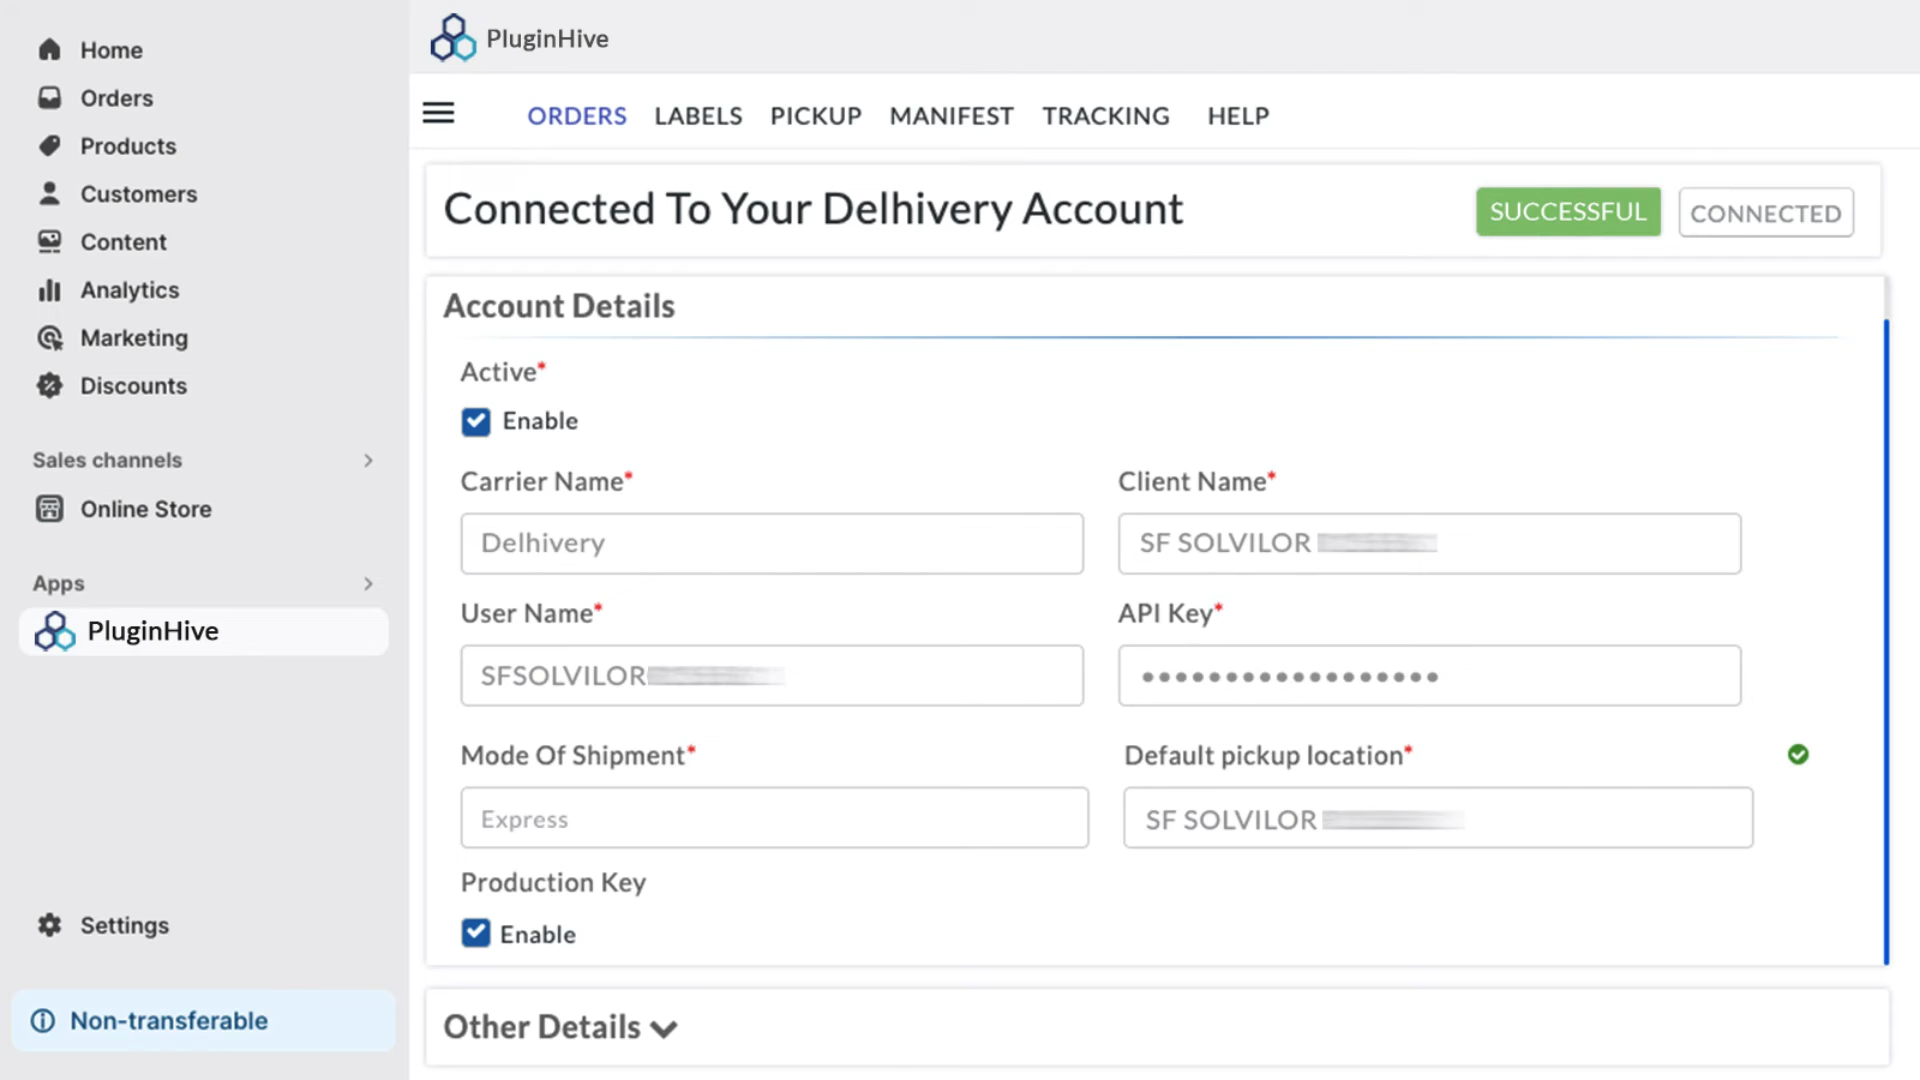 Home
Orders
Products
Customers
Content
Analytics
Marketing
Discounts
Sales channels
Online Store
Apps
PluginHive
Settings
Non-transferable
PluginHive
ORDERS LABELS PICKUP MANIFEST TRACKING HELP
Connected To Your Delhivery Account SUCCESSFUL CONNECTED
Account Details
Active*
Enable
Carrier Name* Client Name*
Delhivery SF SOLVILOR
User Name* API Key*
SFSOLVILOR ••••••••••••••••••
Mode Of Shipment* Default pickup location*
Express SF SOLVILOR
Production Key
Enable
Other Details